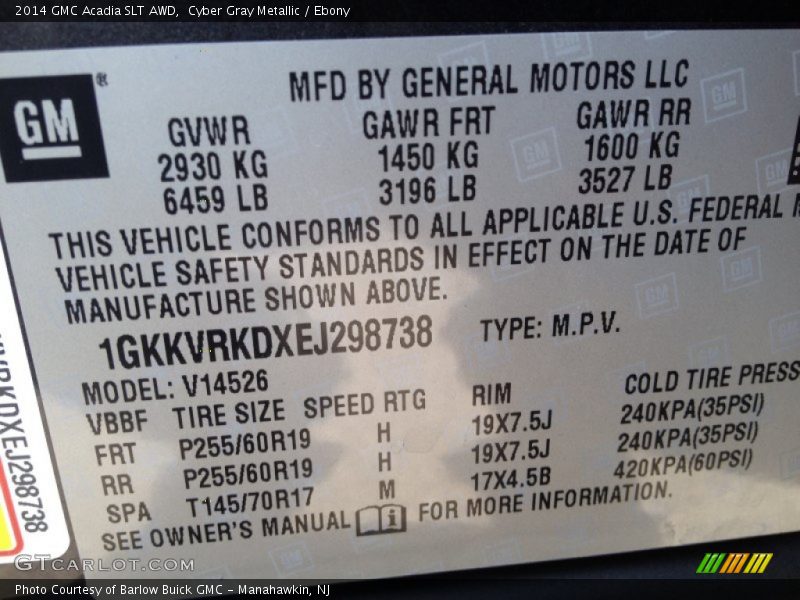 2014 GMC Acadia SLT AWD,  Cyber Gray Metallic / Ebony
GM ®
MFD BY GENERAL MOTORS LLC
GVWR GAWR FRT GAWR RR
2930 KG 1450 KG 1600 KG
6459 LB 3196 LB 3527 LB
THIS VEHICLE CONFORMS TO ALL APPLICABLE U.S. FEDERAL
VEHICLE SAFETY STANDARDS IN EFFECT ON THE DATE OF
MANUFACTURE SHOWN ABOVE.
1GKKVRKDXEJ298738 TYPE: M.P.V.
MODEL: V14526
VBBF TIRE SIZE SPEED RTG RIM COLD TIRE PRESS
FRT P255/60R19 H 19X7.5J 240KPA(35PSI)
RR P255/60R19 H 19X7.5J 240KPA(35PSI)
SPA T145/70R17 M 17X4.5B 420KPA(60PSI)
SEE OWNER'S MANUAL FOR MORE INFORMATION.
RKDXEJ298738
GTCARLOT.COM
Photo Courtesy of Barlow Buick GMC - Manahawkin, NJ